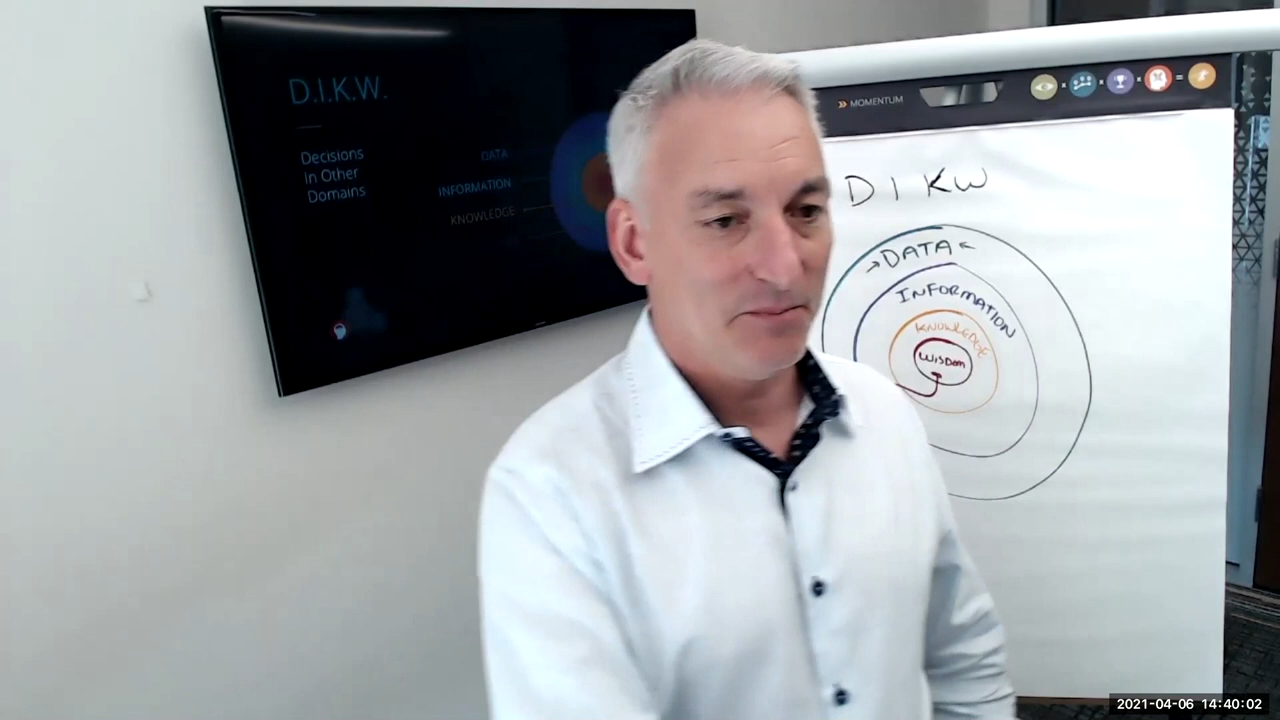 D.I.K.W.
Decisions
In Other
Domains
DATA
INFORMATION
KNOWLEDGE
MOMENTUM
D I K W
→DATA←
INFORMATION
KNOWLEDGE
WISDOM
2021-04-06 14:40:02